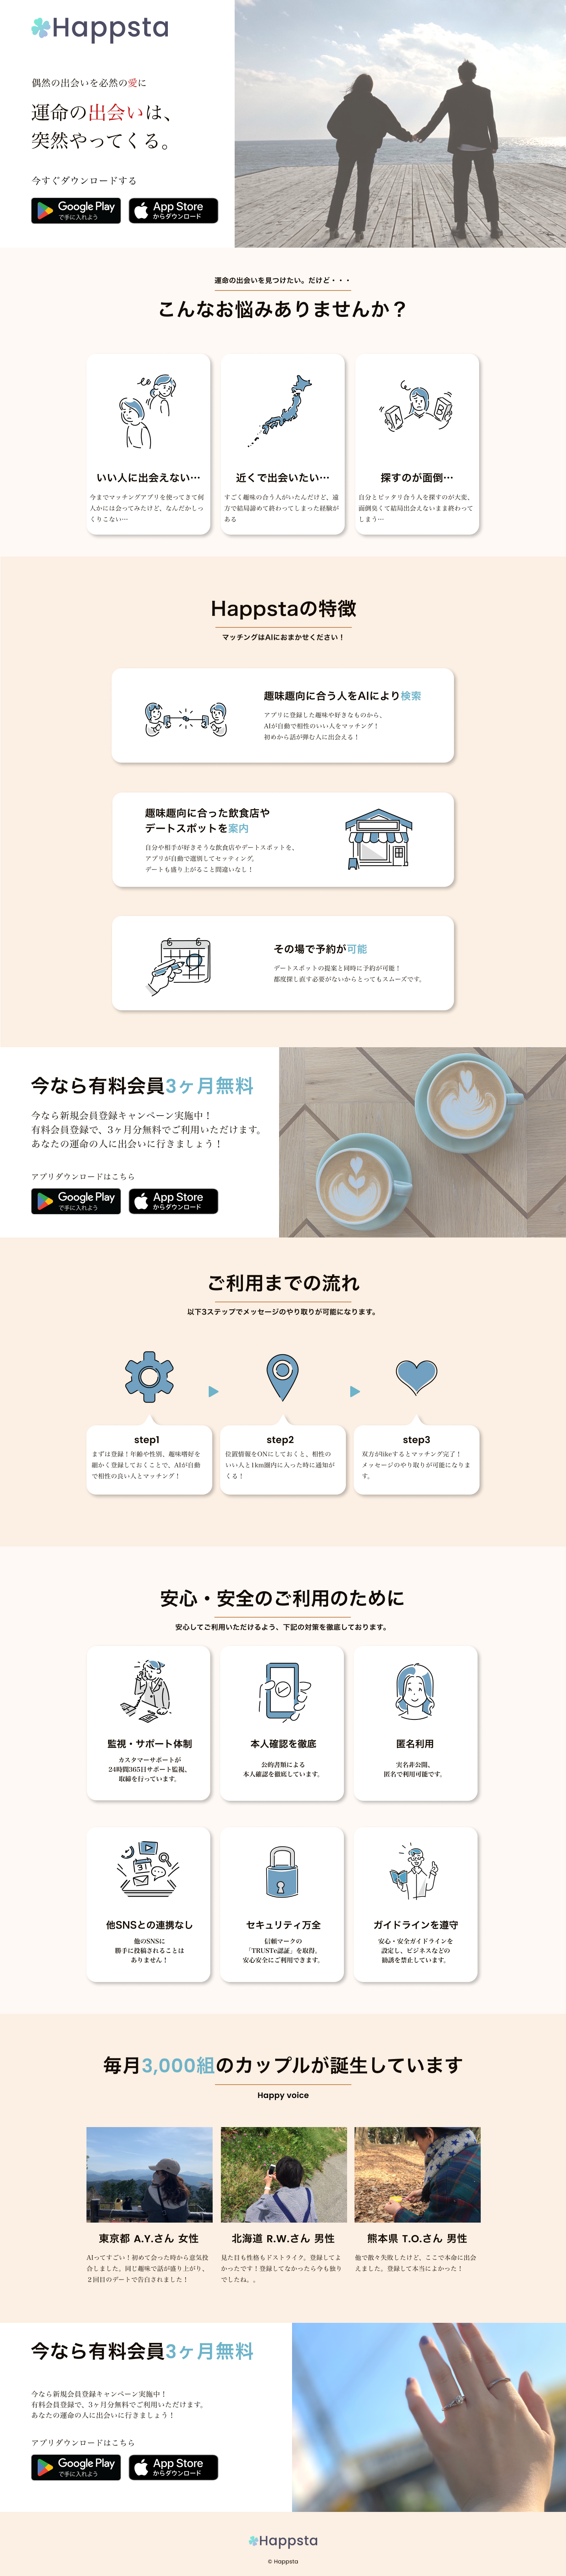 Happsta
偶然の出会いを必然の愛に
運命の出会いは、
突然やってくる。
今すぐダウンロードする
Google Play
で手に入れよう
App Store
からダウンロード
運命の出会いを見つけたい。だけど・・・
こんなお悩みありませんか？
いい人に出会えない…
今までマッチングアプリを使ってきて何
人かには会ってみたけど、なんだかしっ
くりこない…
近くで出会いたい…
すごく趣味の合う人がいたんだけど、遠
方で結局諦めて終わってしまった経験が
ある
A
B
探すのが面倒…
自分とピッタリ合う人を探すのが大変、
面倒臭くて結局出会えないまま終わって
しまう…
Happstaの特徴
マッチングはAIにおまかせください！
趣味趣向に合う人をAIにより検索
アプリに登録した趣味や好きなものから、
AIが自動で相性のいい人をマッチング！
初めから話が弾む人に出会える！
趣味趣向に合った飲食店や
デートスポットを案内
自分や相手が好きそうな飲食店やデートスポットを、
アプリが自動で選別してセッティング。
デートも盛り上がること間違いなし！
その場で予約が可能
デートスポットの提案と同時に予約が可能！
都度探し直す必要がないからとってもスムーズです。
今なら有料会員3ヶ月無料
今なら新規会員登録キャンペーン実施中！
有料会員登録で、3ヶ月分無料でご利用いただけます。
あなたの運命の人に出会いに行きましょう！
アプリダウンロードはこちら
Google Play
で手に入れよう
App Store
からダウンロード
ご利用までの流れ
以下3ステップでメッセージのやり取りが可能になります。
step1
まずは登録！年齢や性別、趣味嗜好を
細かく登録しておくことで、AIが自動
で相性の良い人とマッチング！
step2
位置情報をONにしておくと、相性の
いい人と1km圏内に入った時に通知が
くる！
step3
双方がlikeするとマッチング完了！
メッセージのやり取りが可能になりま
す。
安心・安全のご利用のために
安心してご利用いただけるよう、下記の対策を徹底しております。
監視・サポート体制
カスタマーサポートが
24時間365日サポート監視、
取締を行っています。
本人確認を徹底
公的書類による
本人確認を徹底しています。
匿名利用
実名非公開、
匿名で利用可能です。
31
他SNSとの連携なし
他のSNSに
勝手に投稿されることは
ありません！
セキュリティ万全
信頼マークの
「TRUSTe認証」を取得。
安心安全にご利用できます。
ガイドラインを遵守
安心・安全ガイドラインを
設定し、ビジネスなどの
勧誘を禁止しています。
毎月3,000組のカップルが誕生しています
Happy voice
東京都 A.Y.さん 女性
AIってすごい！初めて会った時から意気投
合しました。同じ趣味で話が盛り上がり、
２回目のデートで告白されました！
北海道 R.W.さん 男性
見た目も性格もドストライク。登録してよ
かったです！登録してなかったら今も独り
でしたね。。
熊本県 T.O.さん 男性
他で散々失敗したけど、ここで本命に出会
えました。登録して本当によかった！
今なら有料会員3ヶ月無料
今なら新規会員登録キャンペーン実施中！
有料会員登録で、3ヶ月分無料でご利用いただけます。
あなたの運命の人に出会いに行きましょう！
アプリダウンロードはこちら
Google Play
で手に入れよう
App Store
からダウンロード
Happsta
© Happsta